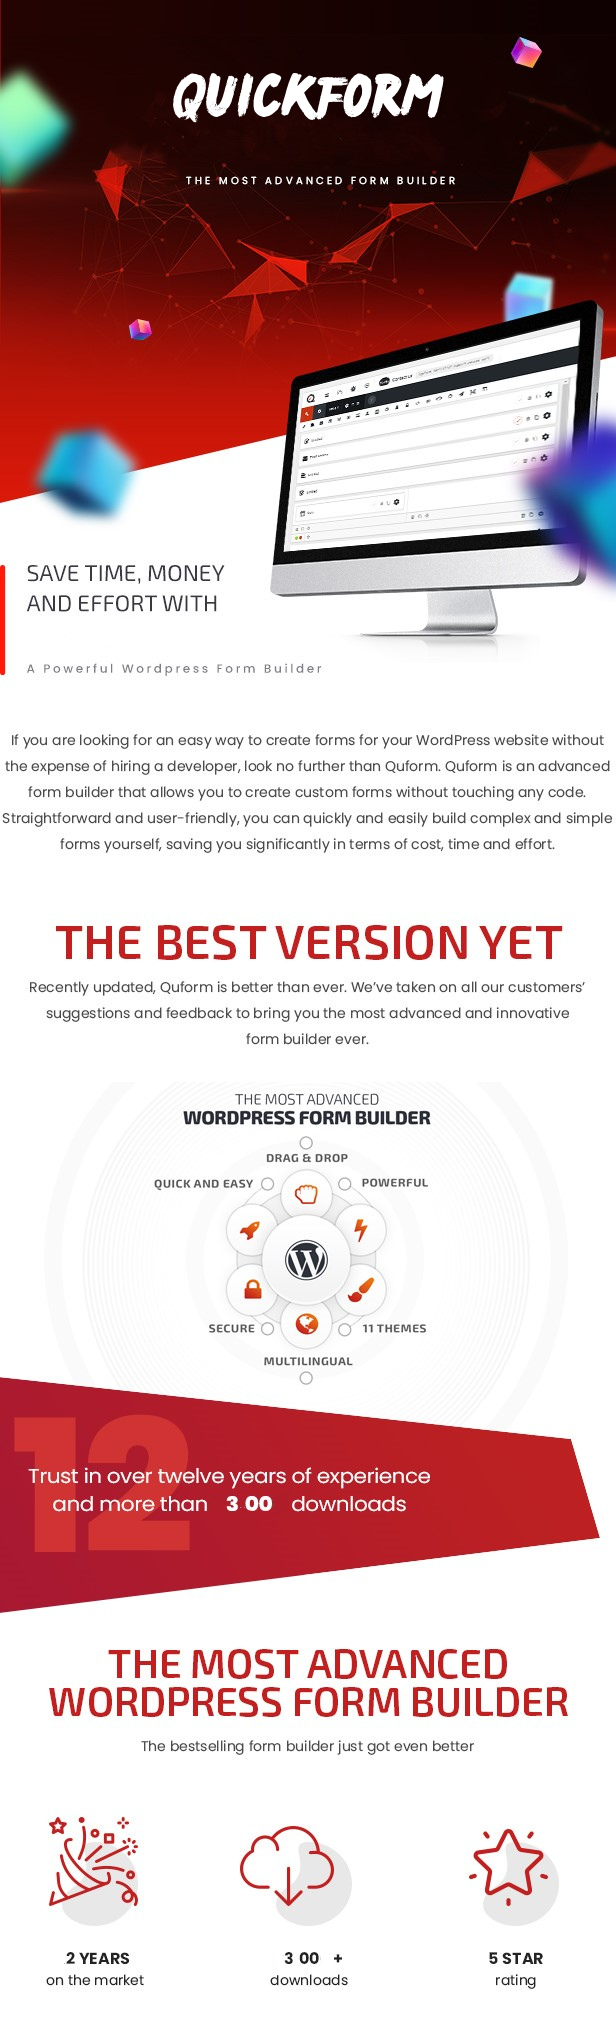 QUICKFORM
THE MOST ADVANCED FORM BUILDER
SAVE TIME, MONEY
AND EFFORT WITH
A Powerful Wordpress Form Builder
If you are looking for an easy way to create forms for your WordPress website without
the expense of hiring a developer, look no further than Quform. Quform is an advanced
form builder that allows you to create custom forms without touching any code.
Straightforward and user-friendly, you can quickly and easily build complex and simple
forms yourself, saving you significantly in terms of cost, time and effort.
THE BEST VERSION YET
Recently updated, Quform is better than ever. We've taken on all our customers'
suggestions and feedback to bring you the most advanced and innovative
form builder ever.
THE MOST ADVANCED
WORDPRESS FORM BUILDER
DRAG & DROP
QUICK AND EASY
POWERFUL
SECURE
11 THEMES
MULTILINGUAL
12
Trust in over twelve years of experience
and more than 3 00 downloads
THE MOST ADVANCED
WORDPRESS FORM BUILDER
The bestselling form builder just got even better
2 YEARS
on the market
3 00 +
downloads
5 STAR
rating